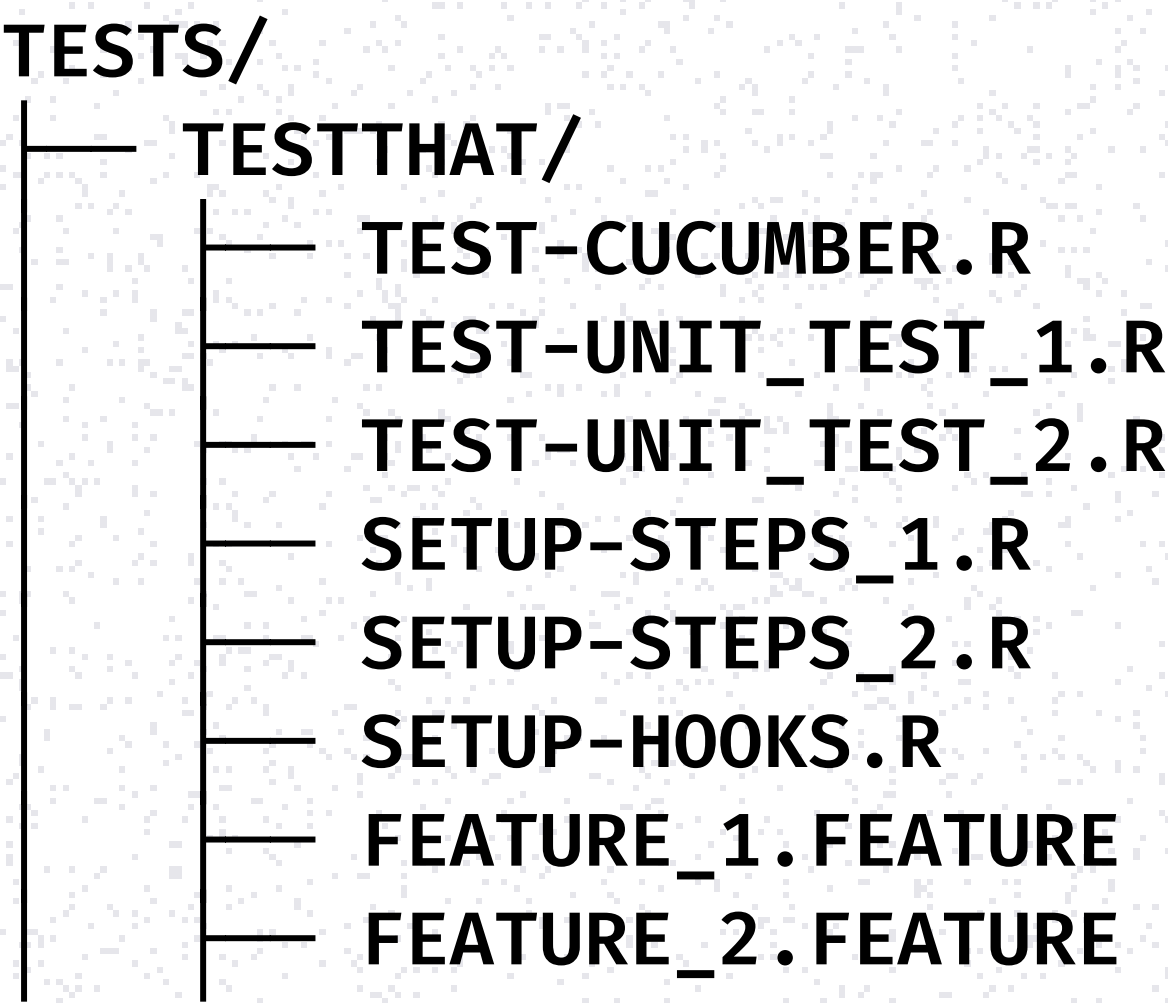 TESTS/
TESTTHAT/
TEST-CUCUMBER.R
TEST-UNIT_TEST_1.R
TEST-UNIT_TEST_2.R
SETUP-STEPS_1.R
SETUP-STEPS_2.R
SETUP-HOOKS.R
FEATURE_1.FEATURE
FEATURE_2.FEATURE